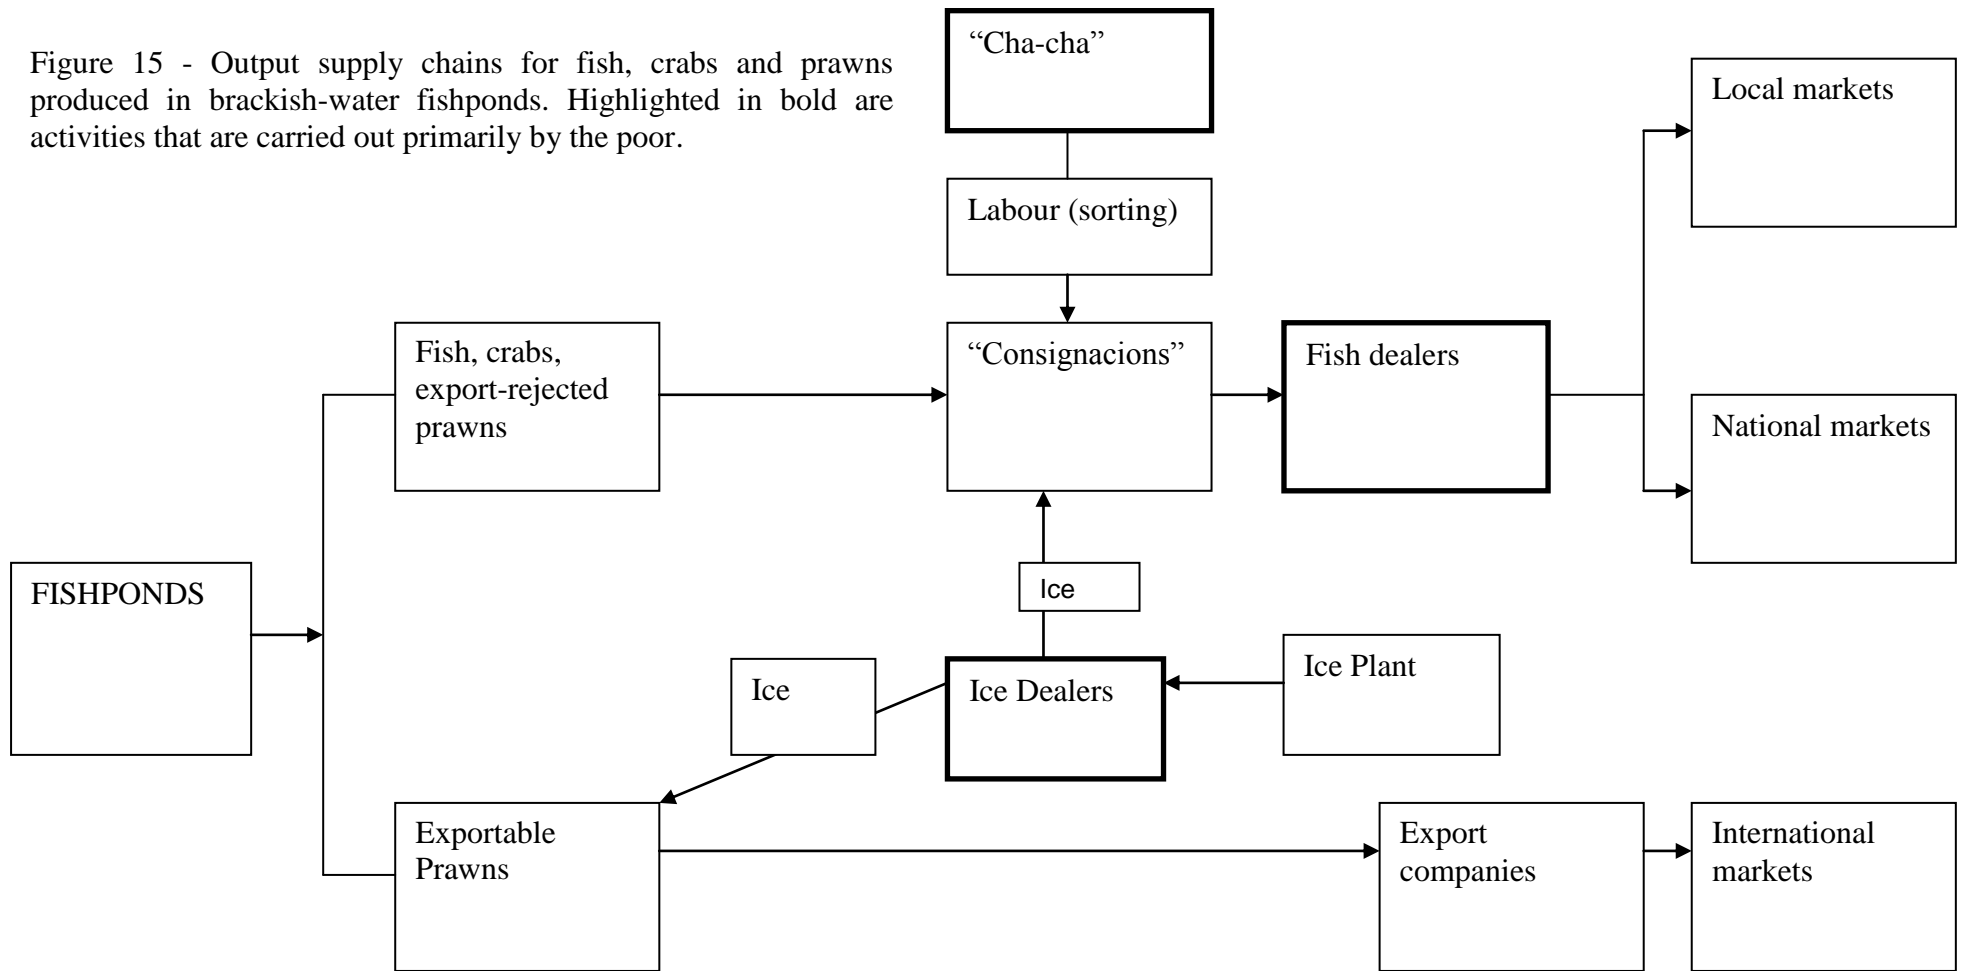 Figure 15 - Output supply chains for fish, crabs and prawns
produced in brackish-water fishponds. Highlighted in bold are
activities that are carried out primarily by the poor.
“Cha-cha”
Local markets
Labour (sorting)
Fish, crabs,
export-rejected
prawns
“Consignacions”
Fish dealers
National markets
FISHPONDS
Ice
Ice
Ice Dealers
Ice Plant
Exportable
Prawns
Export
companies
International
markets